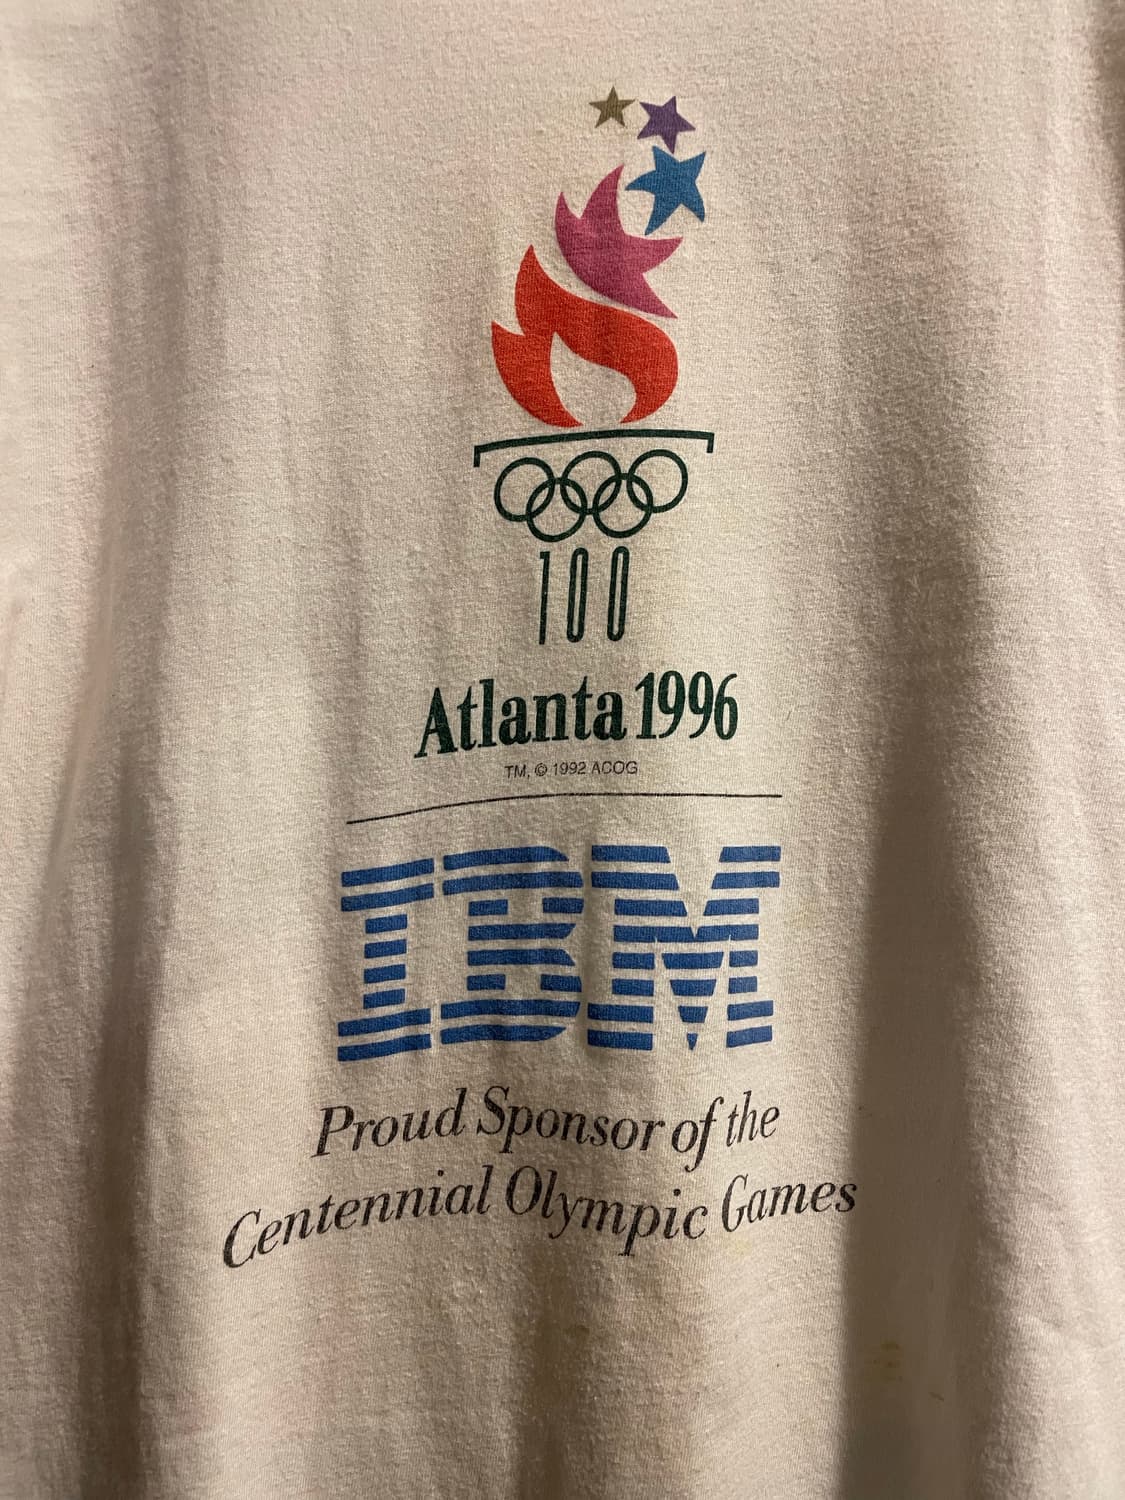 100
Atlanta 1996
TM, © 1992 ACOG
IBM
Proud Sponsor of the
Centennial Olympic Games